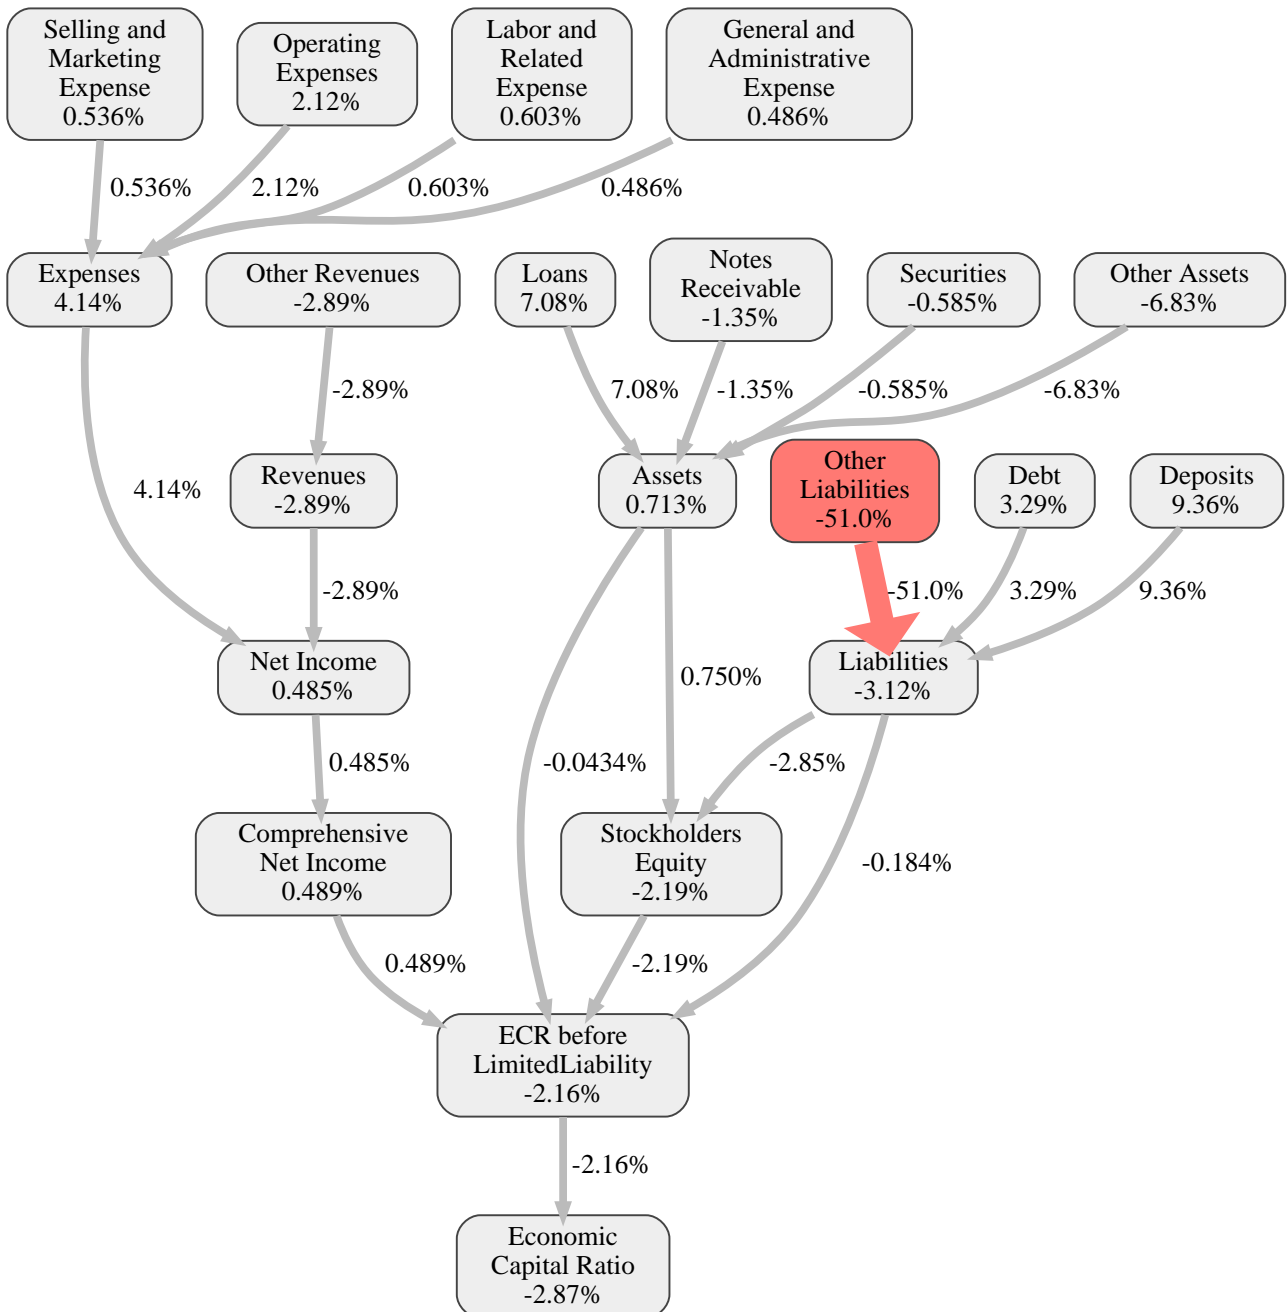 Selling and
Marketing
Expense
0.536%
Operating
Expenses
2.12%
Labor and
Related
Expense
0.603%
General and
Administrative
Expense
0.486%
0.536%
2.12%
0.603%
0.486%
Expenses
4.14%
Other Revenues
-2.89%
Loans
7.08%
Notes
Receivable
-1.35%
Securities
-0.585%
Other Assets
-6.83%
-2.89%
7.08%
-1.35%
-0.585%
-6.83%
4.14%
Revenues
-2.89%
Assets
0.713%
Other
Liabilities
-51.0%
Debt
3.29%
Deposits
9.36%
-2.89%
-51.0%
3.29%
9.36%
Net Income
0.485%
0.750%
Liabilities
-3.12%
0.485%
-0.0434%
-2.85%
Comprehensive
Net Income
0.489%
Stockholders
Equity
-2.19%
-0.184%
0.489%
-2.19%
ECR before
LimitedLiability
-2.16%
-2.16%
Economic
Capital Ratio
-2.87%